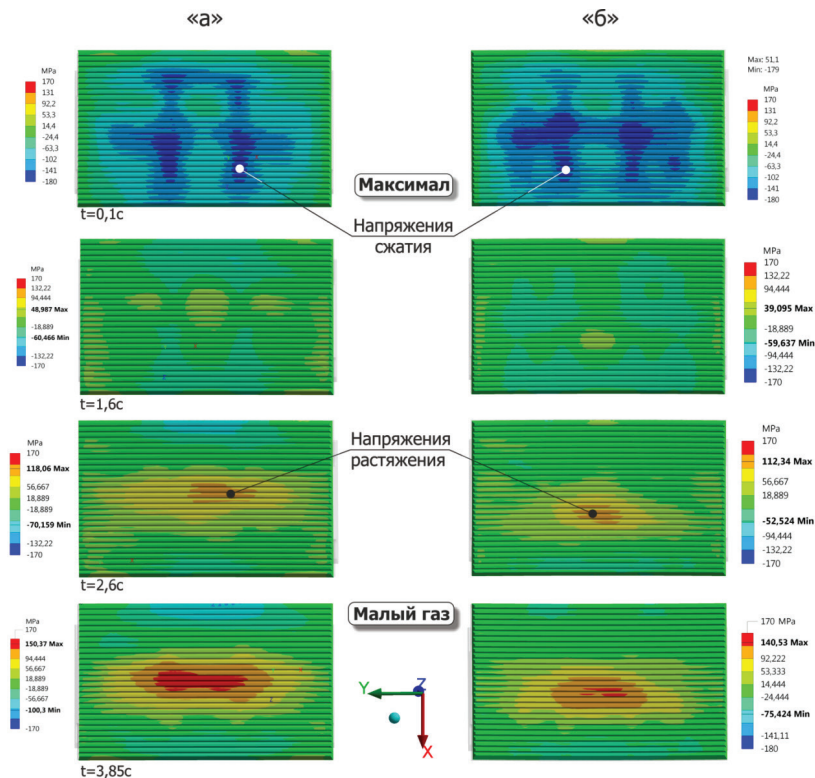 «а»
«б»
MPa
170
131
92,2
53,3
14,4
-24,4
-63,3
-102
-141
-180
Max: 51,1
Min: -179
MPa
170
131
92,2
53,3
14,4
-24,4
-63,3
-102
-141
-180
Максимал
t=0,1с
Напряжения
сжатия
MPa
170
132,22
94,444
48,987 Max
-18,889
-60,466 Min
-132,22
-170
MPa
170
132,22
94,444
39,095 Max
-18,889
-59,637 Min
-94,444
-132,22
-170
t=1,6с
MPa
170
118,06 Max
56,667
18,889
-18,889
-70,159 Min
-132,22
-170
Напряжения
растяжения
MPa
170
112,34 Max
56,667
18,889
-18,889
-52,524 Min
-94,444
-132,22
-170
t=2,6с
Малый газ
MPa
170
150,37 Max
94,444
56,667
18,889
-18,889
-56,667
-100,3 Min
-170
170 MPa
140,53 Max
92,222
53,333
14,444
-24,444
-75,424 Min
-141,11
-180
Y
Z
X
t=3,85с